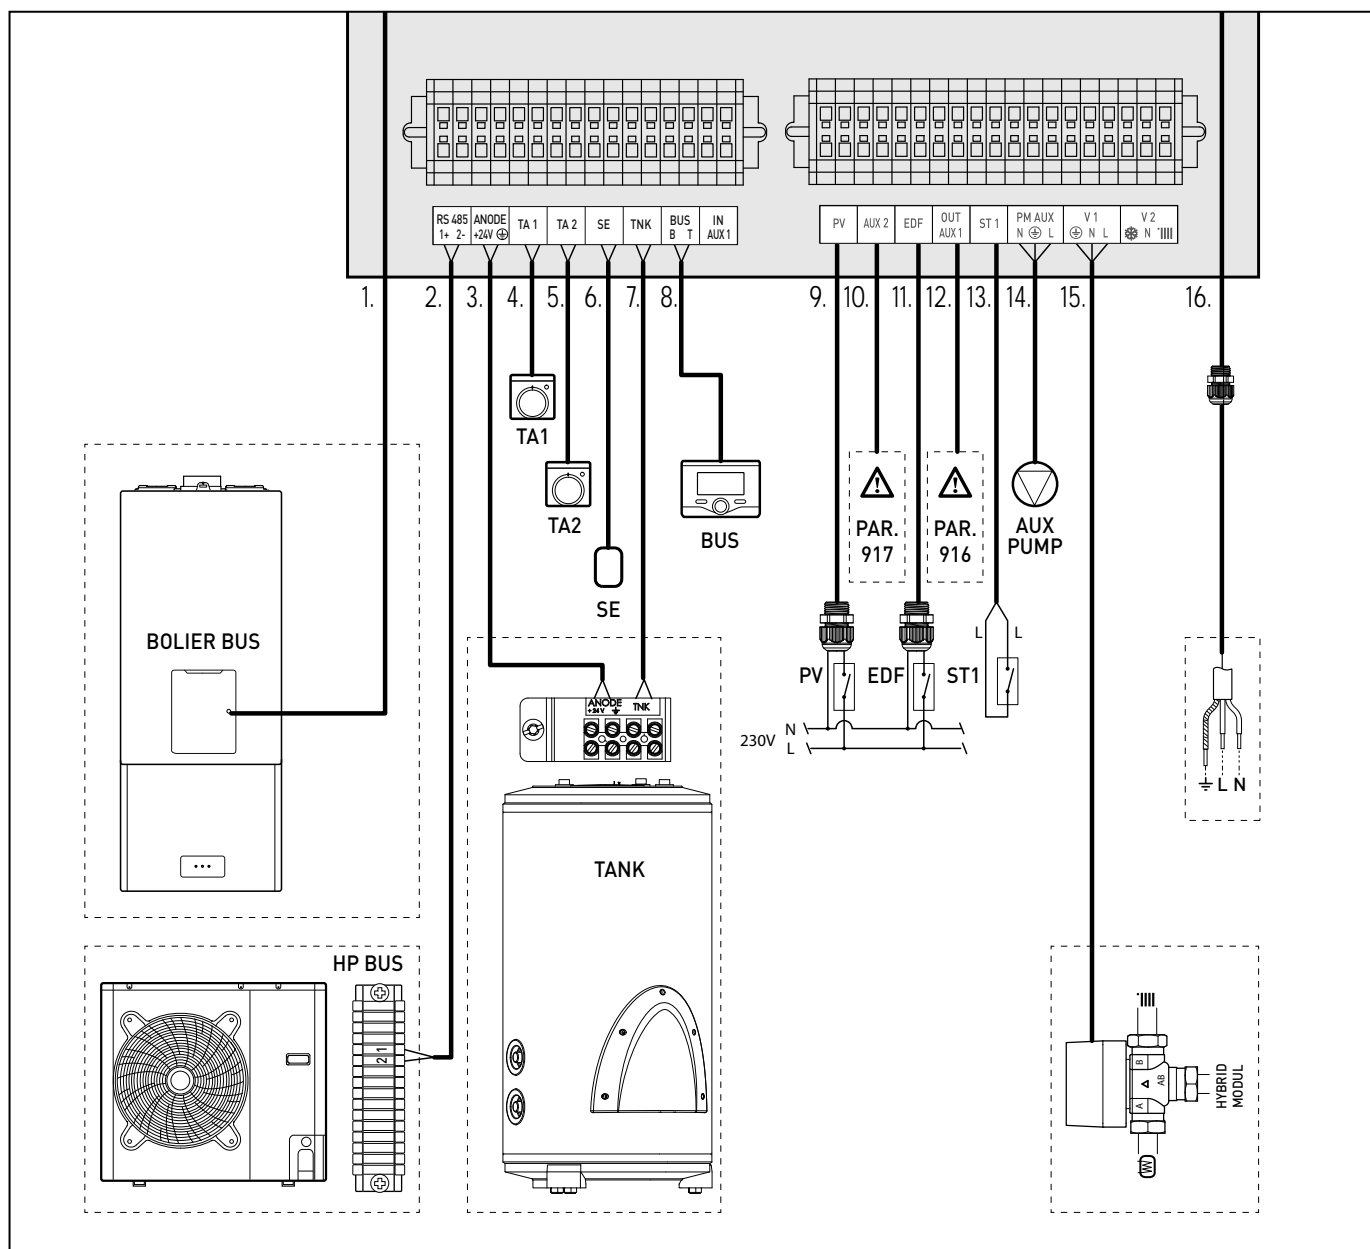 RS 485 ANODE TA 1 TA 2 SE TNK BUS IN
1+ 2- +24V B T AUX 1
PV AUX 2 EDF OUT ST 1 PM AUX V 1 V 2
AUX 1 N L N L N
1. 2. 3. 4. 5. 6. 7. 8. 9. 10. 11. 12. 13. 14. 15. 16.
TA1
TA2
SE
BUS
PAR.
917
PAR.
916
AUX
PUMP
BOLIER BUS
L L
PV EDF ST1
ANODE TNK
+24V
230V N
L
L N
TANK
HP BUS
1
2
B
AB
A
HYBRID
MODUL